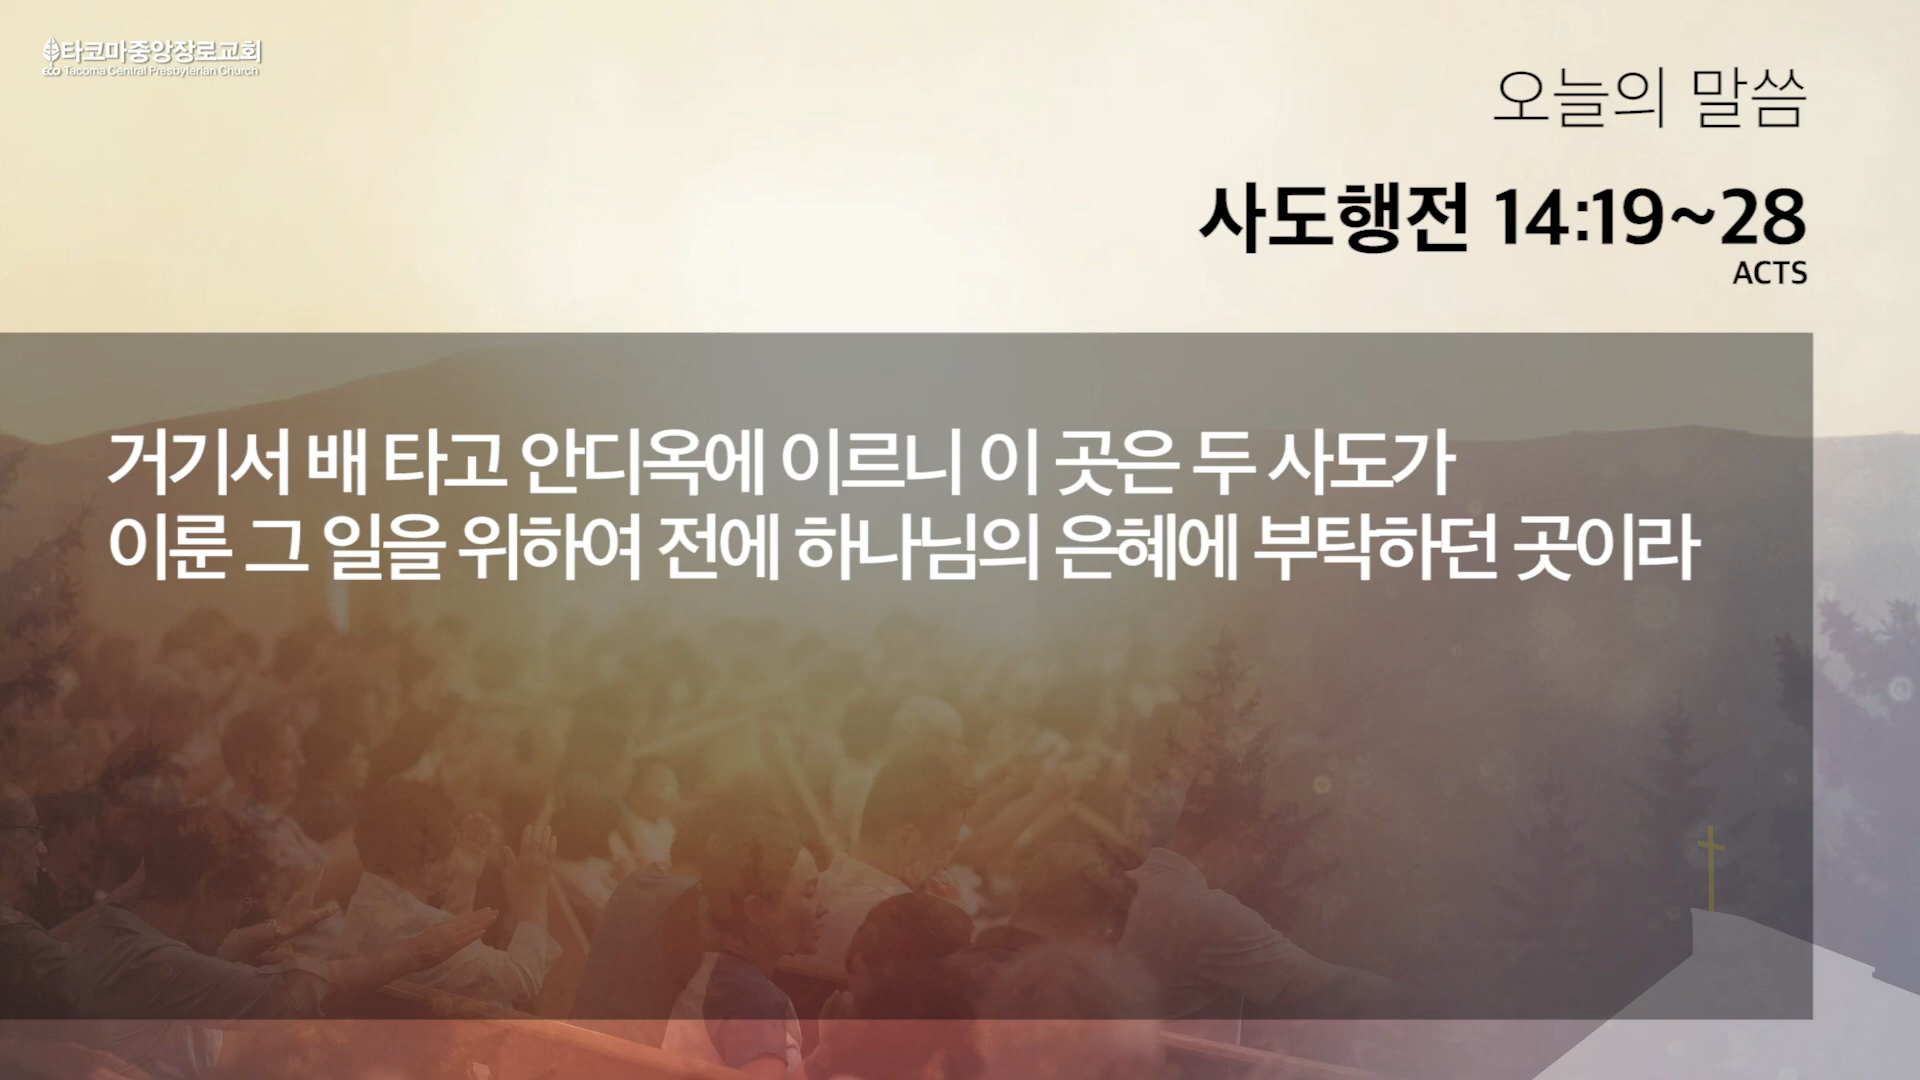 타코마중앙장로교회
ECO Tacoma Central Presbyterian Church
오늘의 말씀
사도행전 14:19~28
ACTS
거기서 배 타고 안디옥에 이르니 이 곳은 두 사도가
이룬 그 일을 위하여 전에 하나님의 은혜에 부탁하던 곳이라